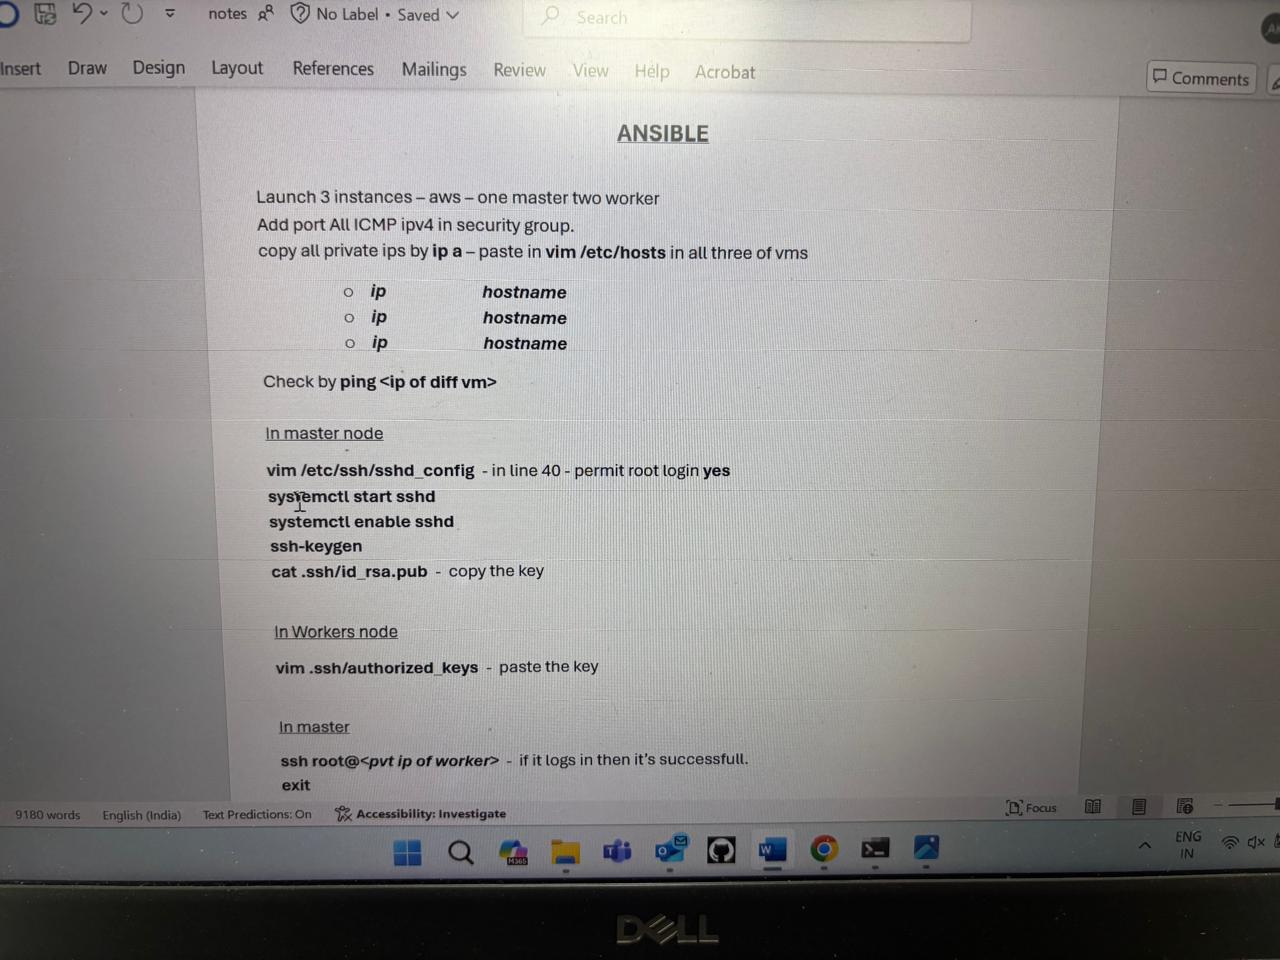 notes No Label • Saved Search
Insert Draw Design Layout References Mailings Review View Help Acrobat Comments
ANSIBLE
Launch 3 instances – aws – one master two worker
Add port All ICMP ipv4 in security group.
copy all private ips by ip a – paste in vim /etc/hosts in all three of vms
○ ip hostname
○ ip hostname
○ ip hostname
Check by ping <ip of diff vm>
In master node
vim /etc/ssh/sshd_config - in line 40 - permit root login yes
systemctl start sshd
systemctl enable sshd
ssh-keygen
cat .ssh/id_rsa.pub - copy the key
In Workers node
vim .ssh/authorized_keys - paste the key
In master
ssh root@<pvt ip of worker> - if it logs in then it's successfull.
exit
9180 words English (India) Text Predictions: On Accessibility: Investigate Focus
M365
ENG
IN
DELL